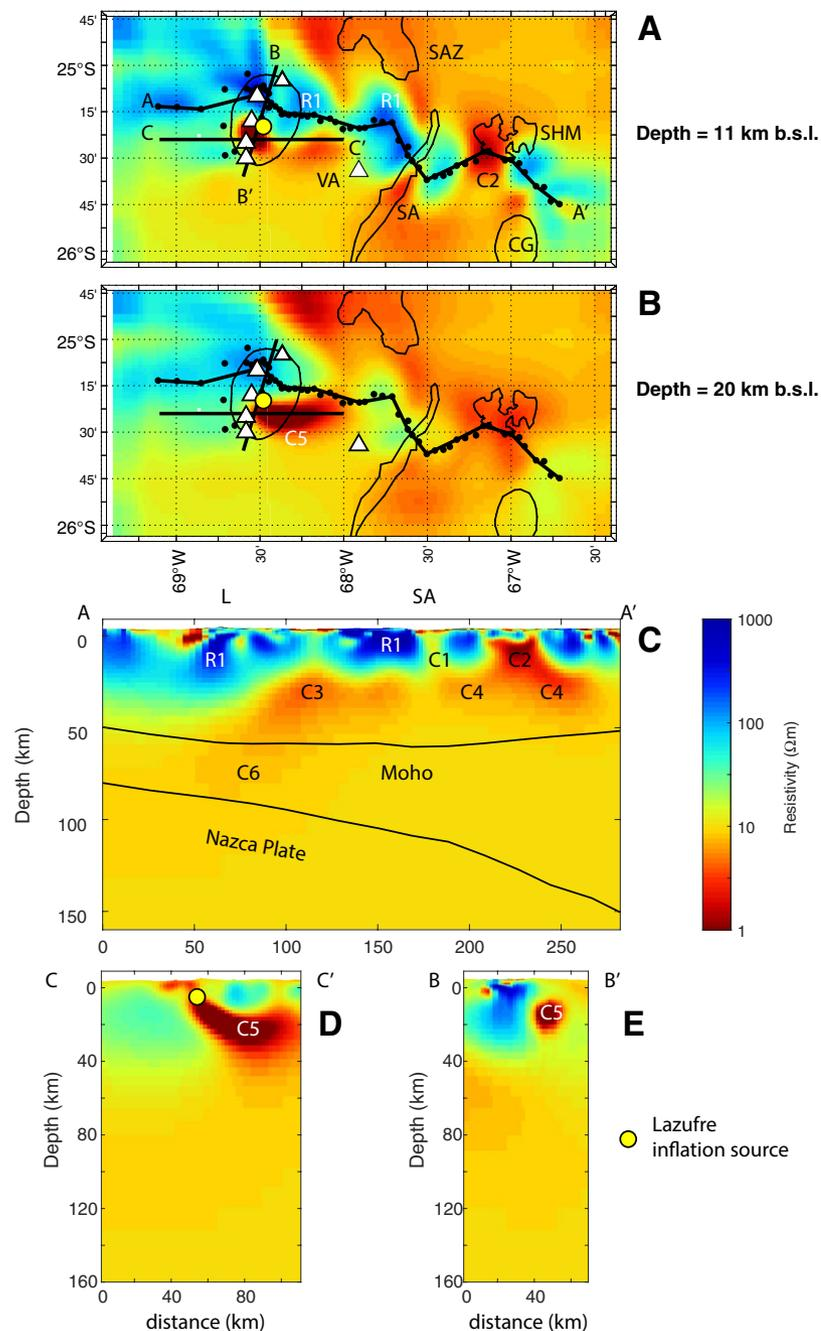 A
Depth = 11 km b.s.l.
45'
25°S
15'
30'
45'
26°S
B
SAZ
A
R1
R1
C
C'
SHM
VA
C2
B'
SA
A'
CG
B
Depth = 20 km b.s.l.
45'
25°S
15'
30'
45'
26°S
C5
69°W
30'
68°W
30'
67°W
30'
L
SA
A
A'
C
0
50
100
150
Depth (km)
R1
R1
C1
C2
C3
C4
C4
C6
Moho
Nazca Plate
0
50
100
150
200
250
1000
100
10
1
Resistivity (Ωm)
C
C'
D
0
40
80
120
160
Depth (km)
C5
0
40
80
distance (km)
B
B'
E
0
40
80
120
160
Depth (km)
C5
0
40
distance (km)
Lazufre
inflation source